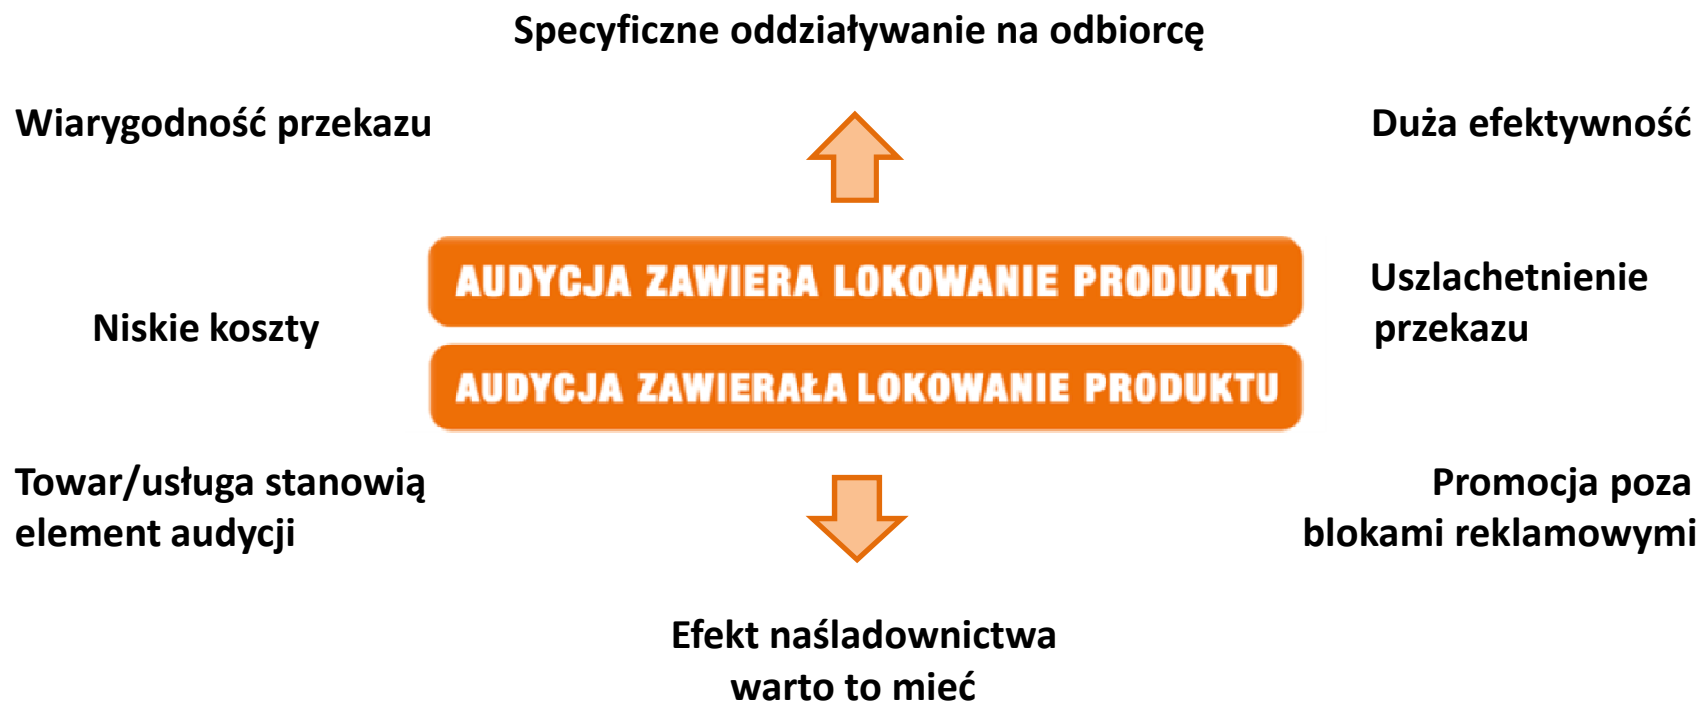 Specyficzne oddziaływanie na odbiorcę
Wiarygodność przekazu
Duża efektywność
AUDYCJA ZAWIERA LOKOWANIE PRODUKTU
Uszlachetnienie
przekazu
Niskie koszty
AUDYCJA ZAWIERAŁA LOKOWANIE PRODUKTU
Towar/usługa stanowią
element audycji
Promocja poza
blokami reklamowymi
Efekt naśladownictwa
warto to mieć